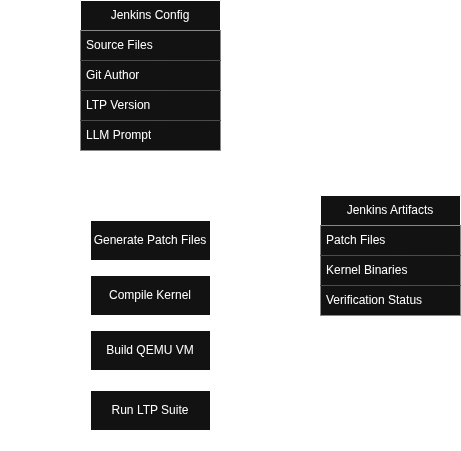 Jenkins Config
Source Files
Git Author
LTP Version
LLM Prompt
Generate Patch Files
Compile Kernel
Build QEMU VM
Run LTP Suite
Jenkins Artifacts
Patch Files
Kernel Binaries
Verification Status